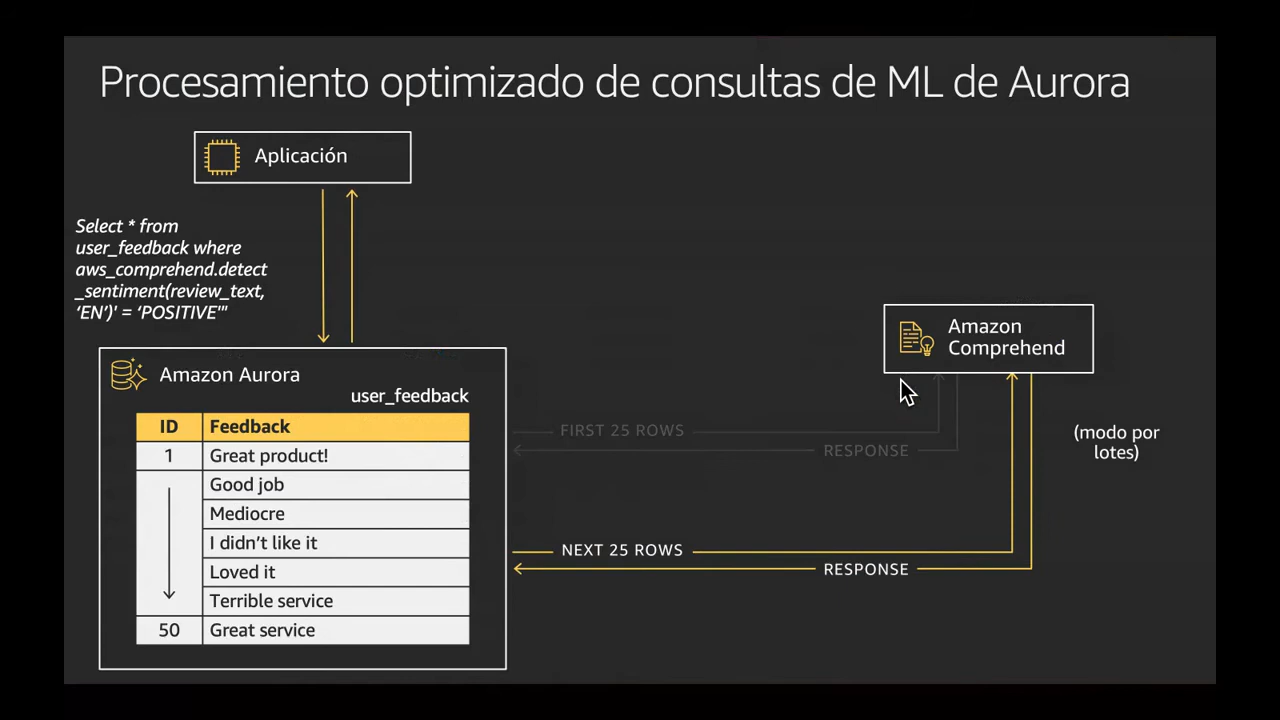 Procesamiento optimizado de consultas de ML de Aurora
Aplicación
Select * from
user_feedback where
aws_comprehend.detect
_sentiment(review_text,
‘EN’)' = ‘POSITIVE’"
Amazon Aurora
user_feedback
ID Feedback
1 Great product!
Good job
Mediocre
I didn’t like it
Loved it
Terrible service
50 Great service
Amazon
Comprehend
FIRST 25 ROWS
RESPONSE
(modo por
lotes)
NEXT 25 ROWS
RESPONSE